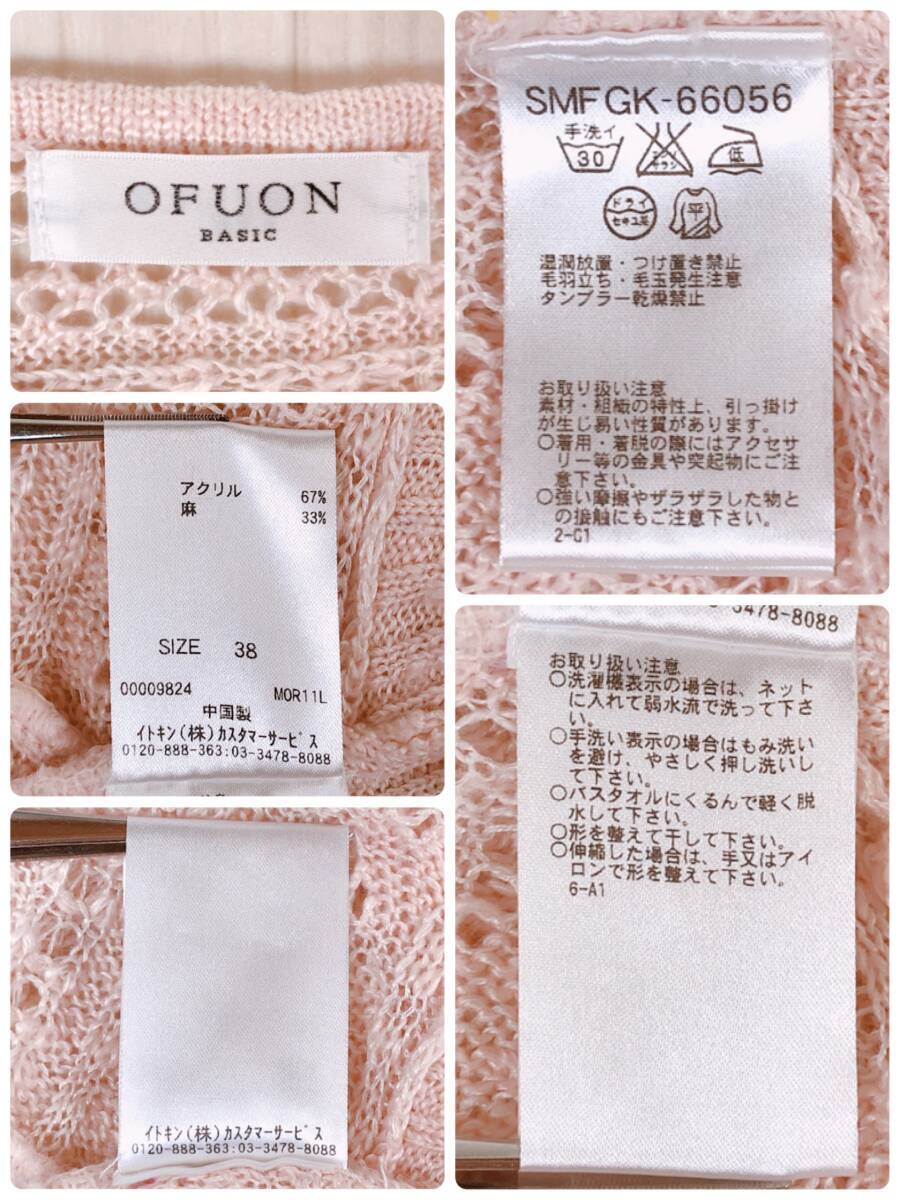 OFUON
BASIC
SMFGK-66056
手洗イ
30
エンソ
サラシ
低
ドライ
セキユ系
平
湿潤放置・つけ置き禁止
毛羽立ち・毛玉発生注意
タンブラー乾燥禁止
お取り扱い注意
素材・組織の特性上、引っ掛け
が生じ易い性質があります。
○着用・着脱の際にはアクセサ
リー等の金具や突起物にご注
意下さい。
○強い摩擦やザラザラした物と
の接触にもご注意下さい。
2-C1
アクリル 67%
麻 33%
SIZE 38
00009824 MOR11L
中国製
イトキン(株)カスタマーサービス
0120-888-363:03-3478-8088
3478-8088
お取り扱い注意
○洗濯機表示の場合は、ネット
に入れて弱水流で洗って下さ
い。
○手洗い表示の場合はもみ洗い
を避け、やさしく押し洗いし
て下さい。
○バスタオルにくるんで軽く脱
水して下さい。
○形を整えて干して下さい。
○伸縮した場合は、手又はアイ
ロンで形を整えて下さい。
6-A1
イトキン(株)カスタマーサービス
0120-888-363:03-3478-8088